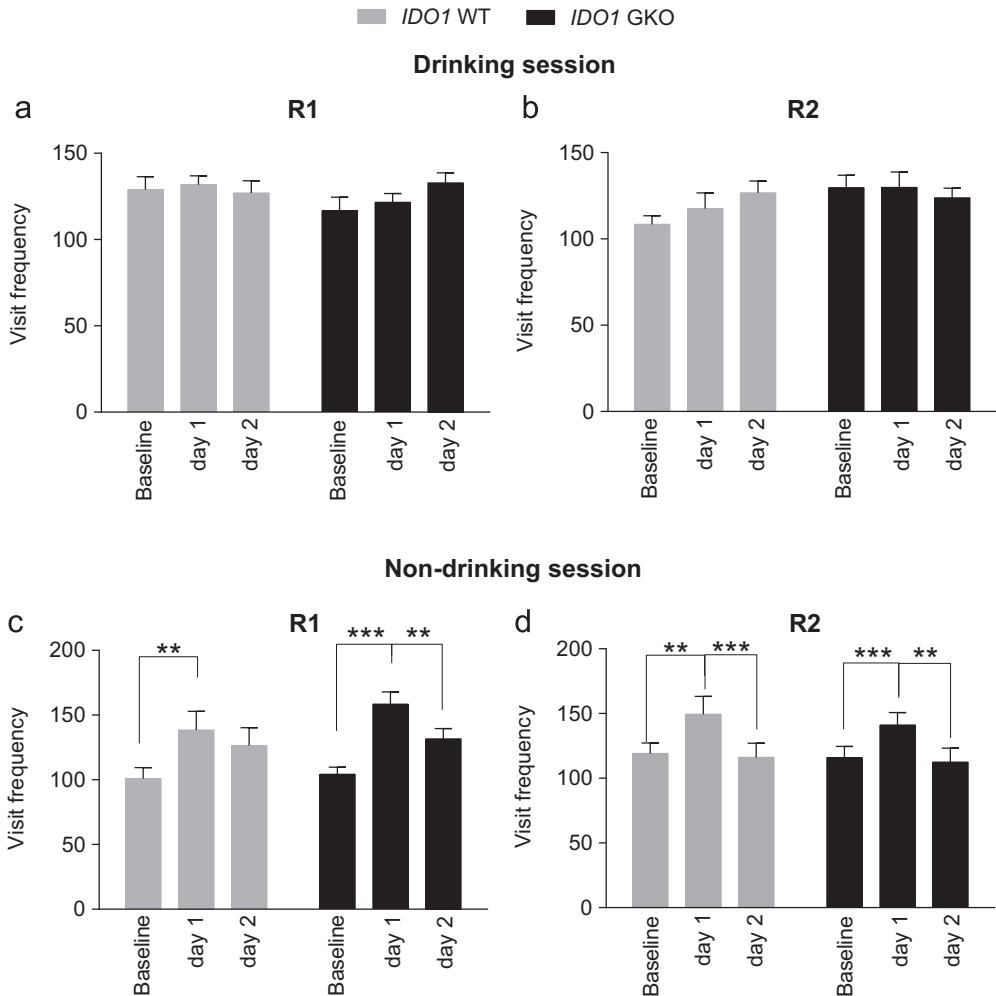 IDO1 WT IDO1 GKO
Drinking session
a R1
Visit frequency
150
100
50
0
Baseline day 1 day 2 Baseline day 1 day 2
b R2
Visit frequency
150
100
50
0
Baseline day 1 day 2 Baseline day 1 day 2
Non-drinking session
c R1
Visit frequency
200
150
100
50
0
** *** **
Baseline day 1 day 2 Baseline day 1 day 2
d R2
Visit frequency
200
150
100
50
0
** *** *** **
Baseline day 1 day 2 Baseline day 1 day 2